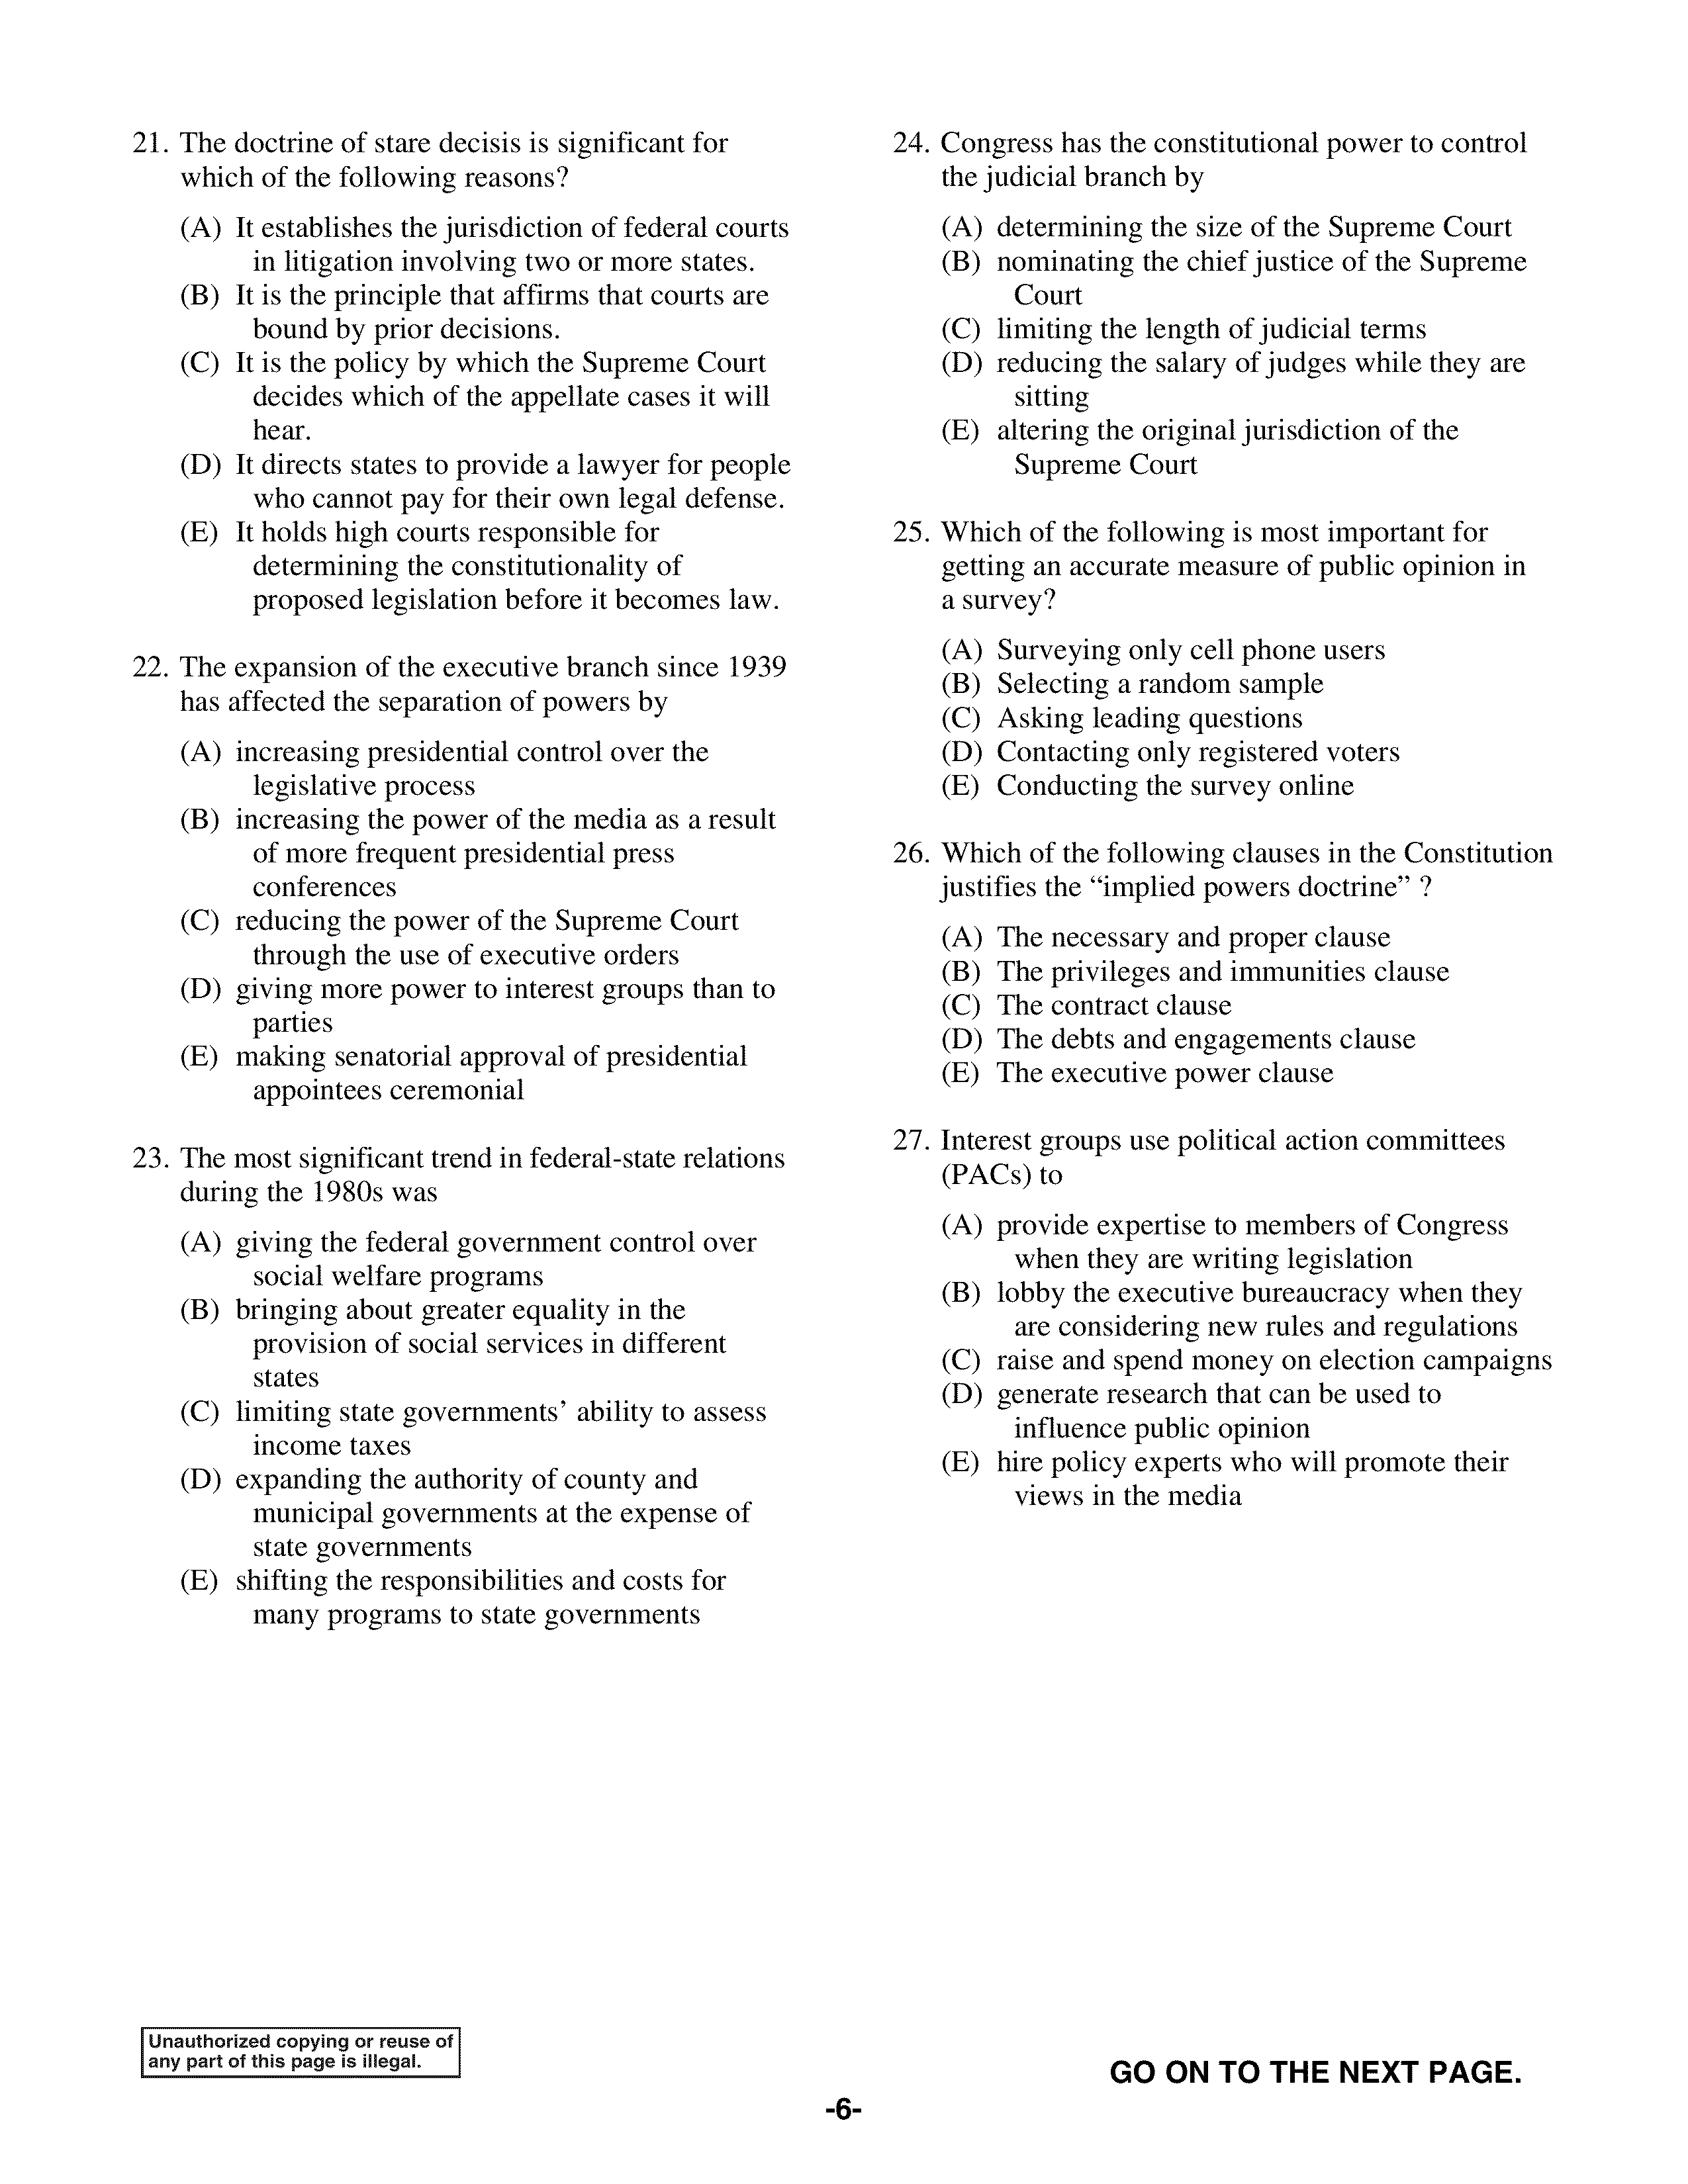 21. The doctrine of stare decisis is significant for
which of the following reasons?
(A) It establishes the jurisdiction of federal courts
in litigation involving two or more states.
(B) It is the principle that affirms that courts are
bound by prior decisions.
(C) It is the policy by which the Supreme Court
decides which of the appellate cases it will
hear.
(D) It directs states to provide a lawyer for people
who cannot pay for their own legal defense.
(E) It holds high courts responsible for
determining the constitutionality of
proposed legislation before it becomes law.
22. The expansion of the executive branch since 1939
has affected the separation of powers by
(A) increasing presidential control over the
legislative process
(B) increasing the power of the media as a result
of more frequent presidential press
conferences
(C) reducing the power of the Supreme Court
through the use of executive orders
(D) giving more power to interest groups than to
parties
(E) making senatorial approval of presidential
appointees ceremonial
23. The most significant trend in federal-state relations
during the 1980s was
(A) giving the federal government control over
social welfare programs
(B) bringing about greater equality in the
provision of social services in different
states
(C) limiting state governments’ ability to assess
income taxes
(D) expanding the authority of county and
municipal governments at the expense of
state governments
(E) shifting the responsibilities and costs for
many programs to state governments
24. Congress has the constitutional power to control
the judicial branch by
(A) determining the size of the Supreme Court
(B) nominating the chief justice of the Supreme
Court
(C) limiting the length of judicial terms
(D) reducing the salary of judges while they are
sitting
(E) altering the original jurisdiction of the
Supreme Court
25. Which of the following is most important for
getting an accurate measure of public opinion in
a survey?
(A) Surveying only cell phone users
(B) Selecting a random sample
(C) Asking leading questions
(D) Contacting only registered voters
(E) Conducting the survey online
26. Which of the following clauses in the Constitution
justifies the “implied powers doctrine” ?
(A) The necessary and proper clause
(B) The privileges and immunities clause
(C) The contract clause
(D) The debts and engagements clause
(E) The executive power clause
27. Interest groups use political action committees
(PACs) to
(A) provide expertise to members of Congress
when they are writing legislation
(B) lobby the executive bureaucracy when they
are considering new rules and regulations
(C) raise and spend money on election campaigns
(D) generate research that can be used to
influence public opinion
(E) hire policy experts who will promote their
views in the media
Unauthorized copying or reuse of
any part of this page is illegal.
GO ON TO THE NEXT PAGE.
-6-